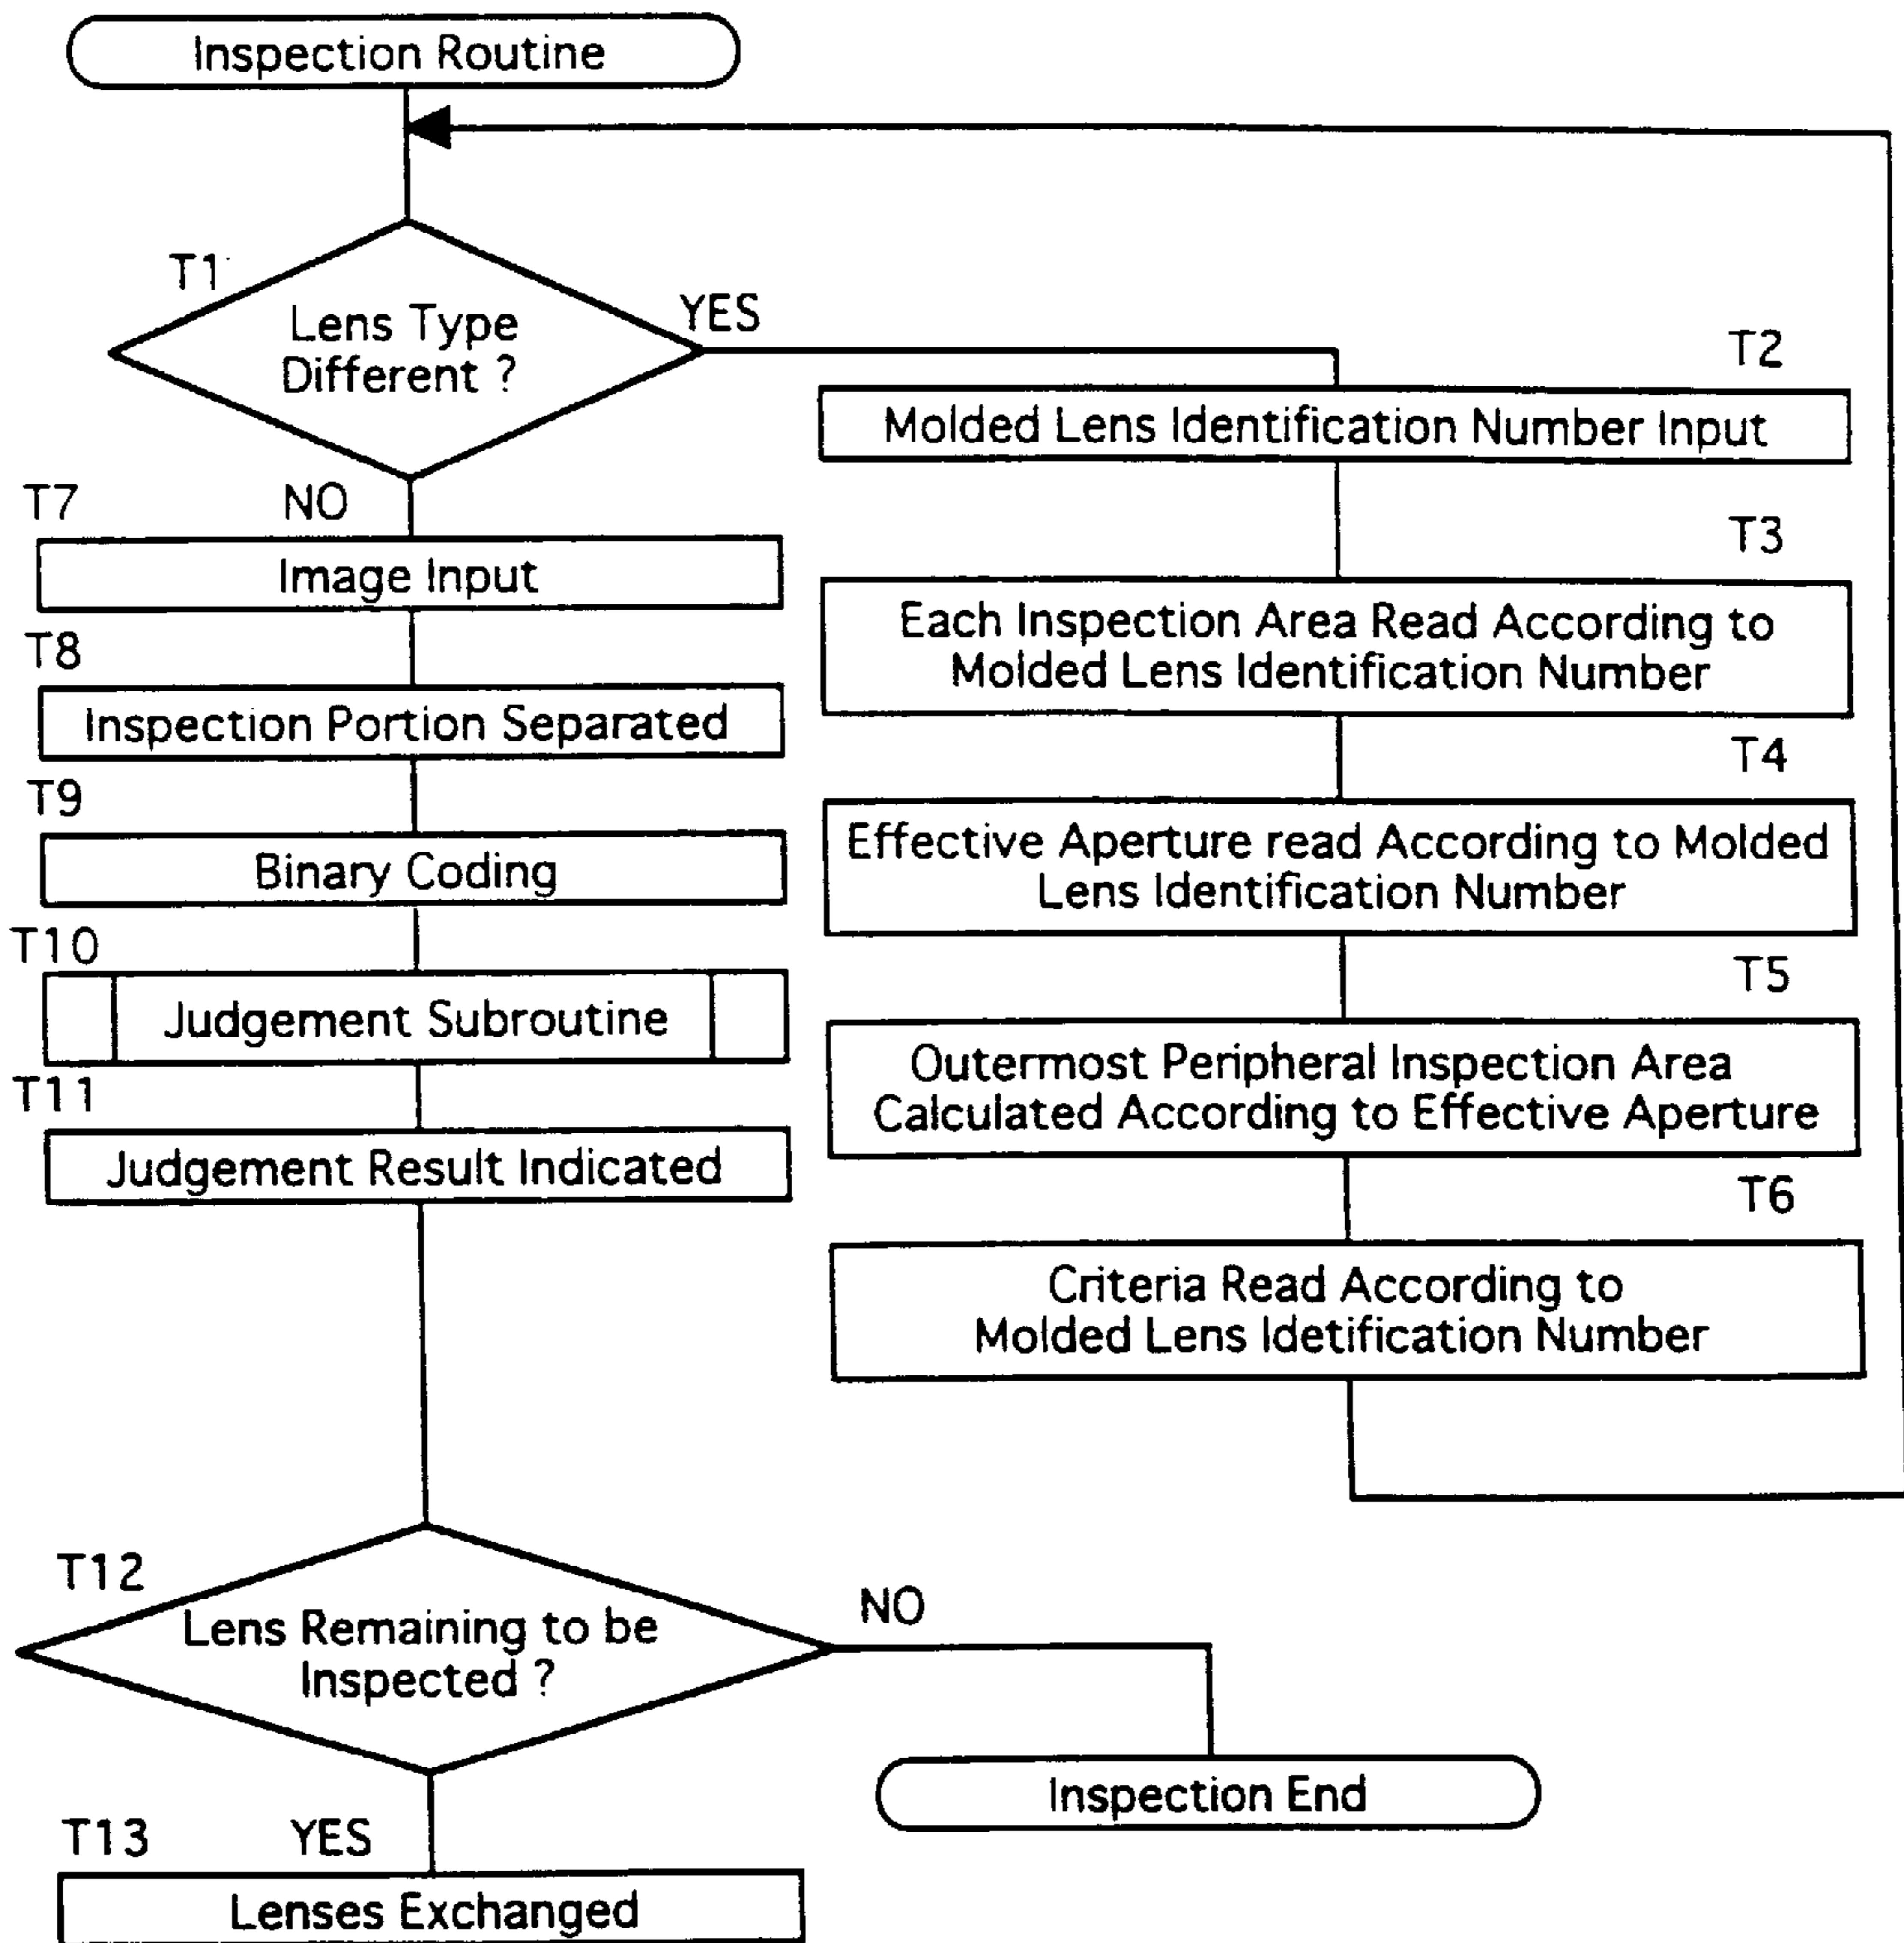 Inspection Routine
T1
Lens Type
Different ?
YES
NO
T2
Molded Lens Identification Number Input
T3
Each Inspection Area Read According to
Molded Lens Identification Number
T4
Effective Aperture read According to Molded
Lens Identification Number
T5
Outermost Peripheral Inspection Area
Calculated According to Effective Aperture
T6
Criteria Read According to
Molded Lens Idetification Number
T7
Image Input
T8
Inspection Portion Separated
T9
Binary Coding
T10
Judgement Subroutine
T11
Judgement Result Indicated
T12
Lens Remaining to be
Inspected ?
NO
Inspection End
T13
YES
Lenses Exchanged